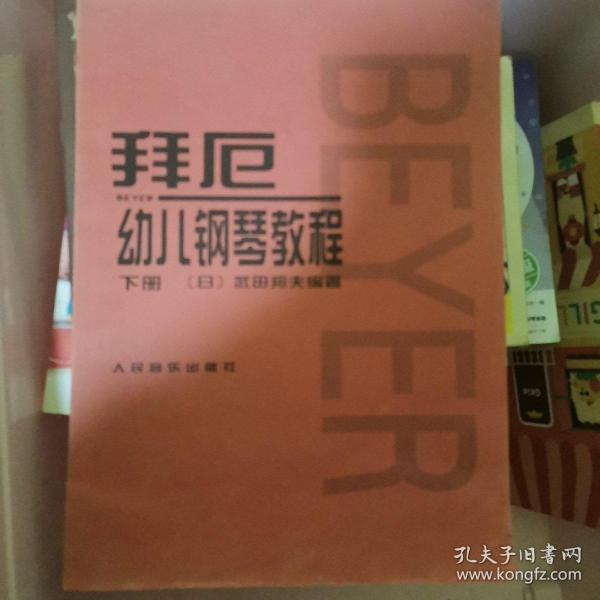 拜厄
BEYER
幼儿钢琴教程
下册 （日）武田邦夫编著
人民音乐出版社
BEYER
孔夫子旧书网
www.kongfz.com